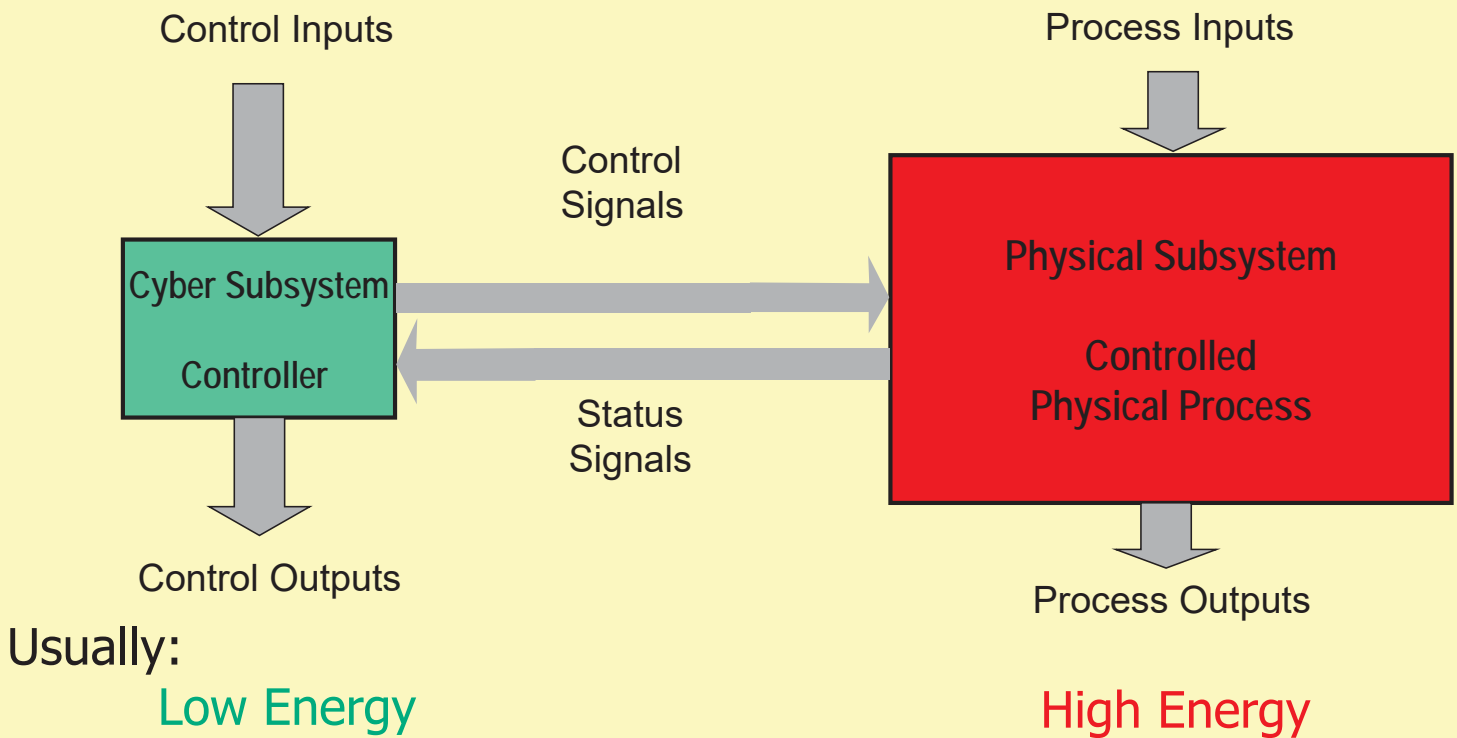 Control Inputs
Process Inputs
Control
Signals
Cyber Subsystem
Controller
Physical Subsystem
Controlled
Physical Process
Status
Signals
Control Outputs
Process Outputs
Usually:
Low Energy
High Energy